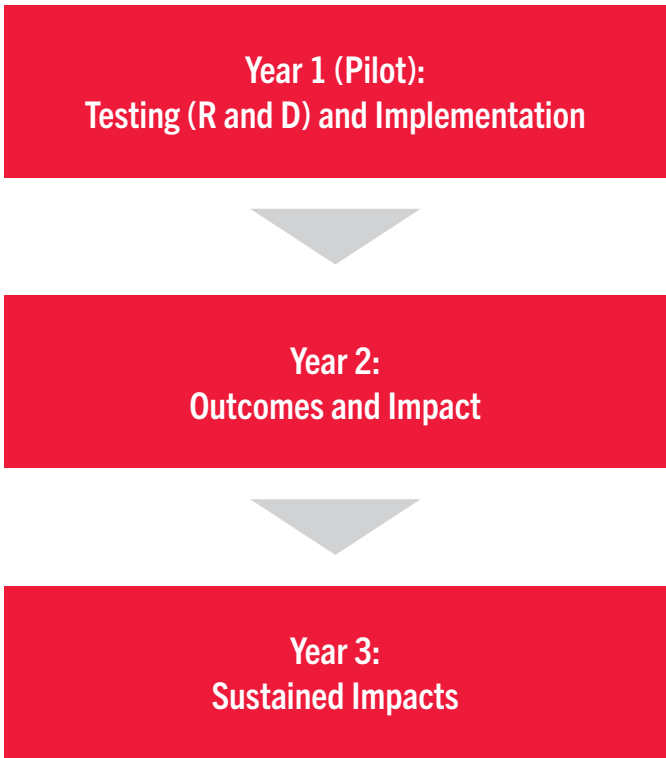 Year 1 (Pilot):
Testing (R and D) and Implementation
Year 2:
Outcomes and Impact
Year 3:
Sustained Impacts